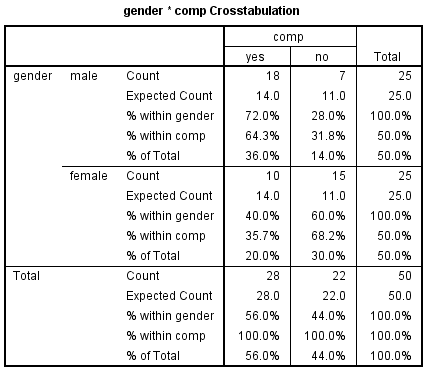 gender * comp Crosstabulation
comp
yes no Total
gender male Count 18 7 25
Expected Count 14.0 11.0 25.0
% within gender 72.0% 28.0% 100.0%
% within comp 64.3% 31.8% 50.0%
% of Total 36.0% 14.0% 50.0%
female Count 10 15 25
Expected Count 14.0 11.0 25.0
% within gender 40.0% 60.0% 100.0%
% within comp 35.7% 68.2% 50.0%
% of Total 20.0% 30.0% 50.0%
Total Count 28 22 50
Expected Count 28.0 22.0 50.0
% within gender 56.0% 44.0% 100.0%
% within comp 100.0% 100.0% 100.0%
% of Total 56.0% 44.0% 100.0%